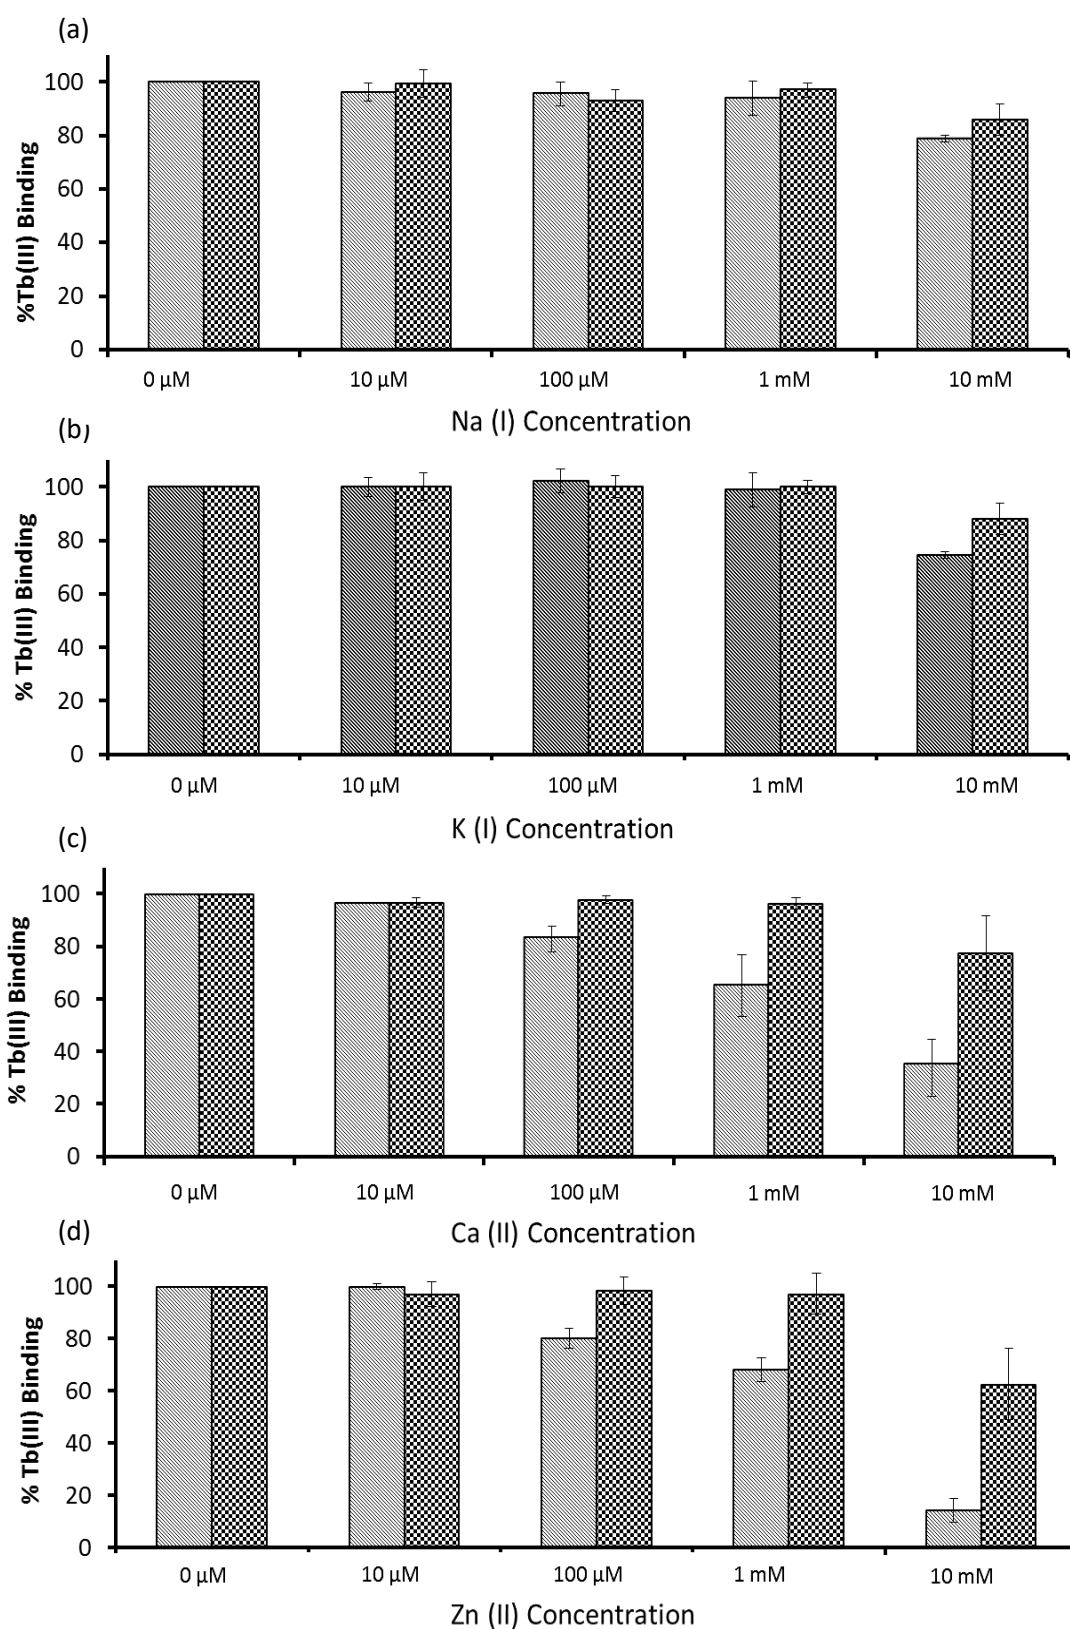 (a)
%Tb(III) Binding
100
80
60
40
20
0
0 µM 10 µM 100 µM 1 mM 10 mM
Na (I) Concentration
(b)
% Tb(III) Binding
100
80
60
40
20
0
0 µM 10 µM 100 µM 1 mM 10 mM
K (I) Concentration
(c)
% Tb(III) Binding
100
80
60
40
20
0
0 µM 10 µM 100 µM 1 mM 10 mM
Ca (II) Concentration
(d)
% Tb(III) Binding
100
80
60
40
20
0
0 µM 10 µM 100 µM 1 mM 10 mM
Zn (II) Concentration